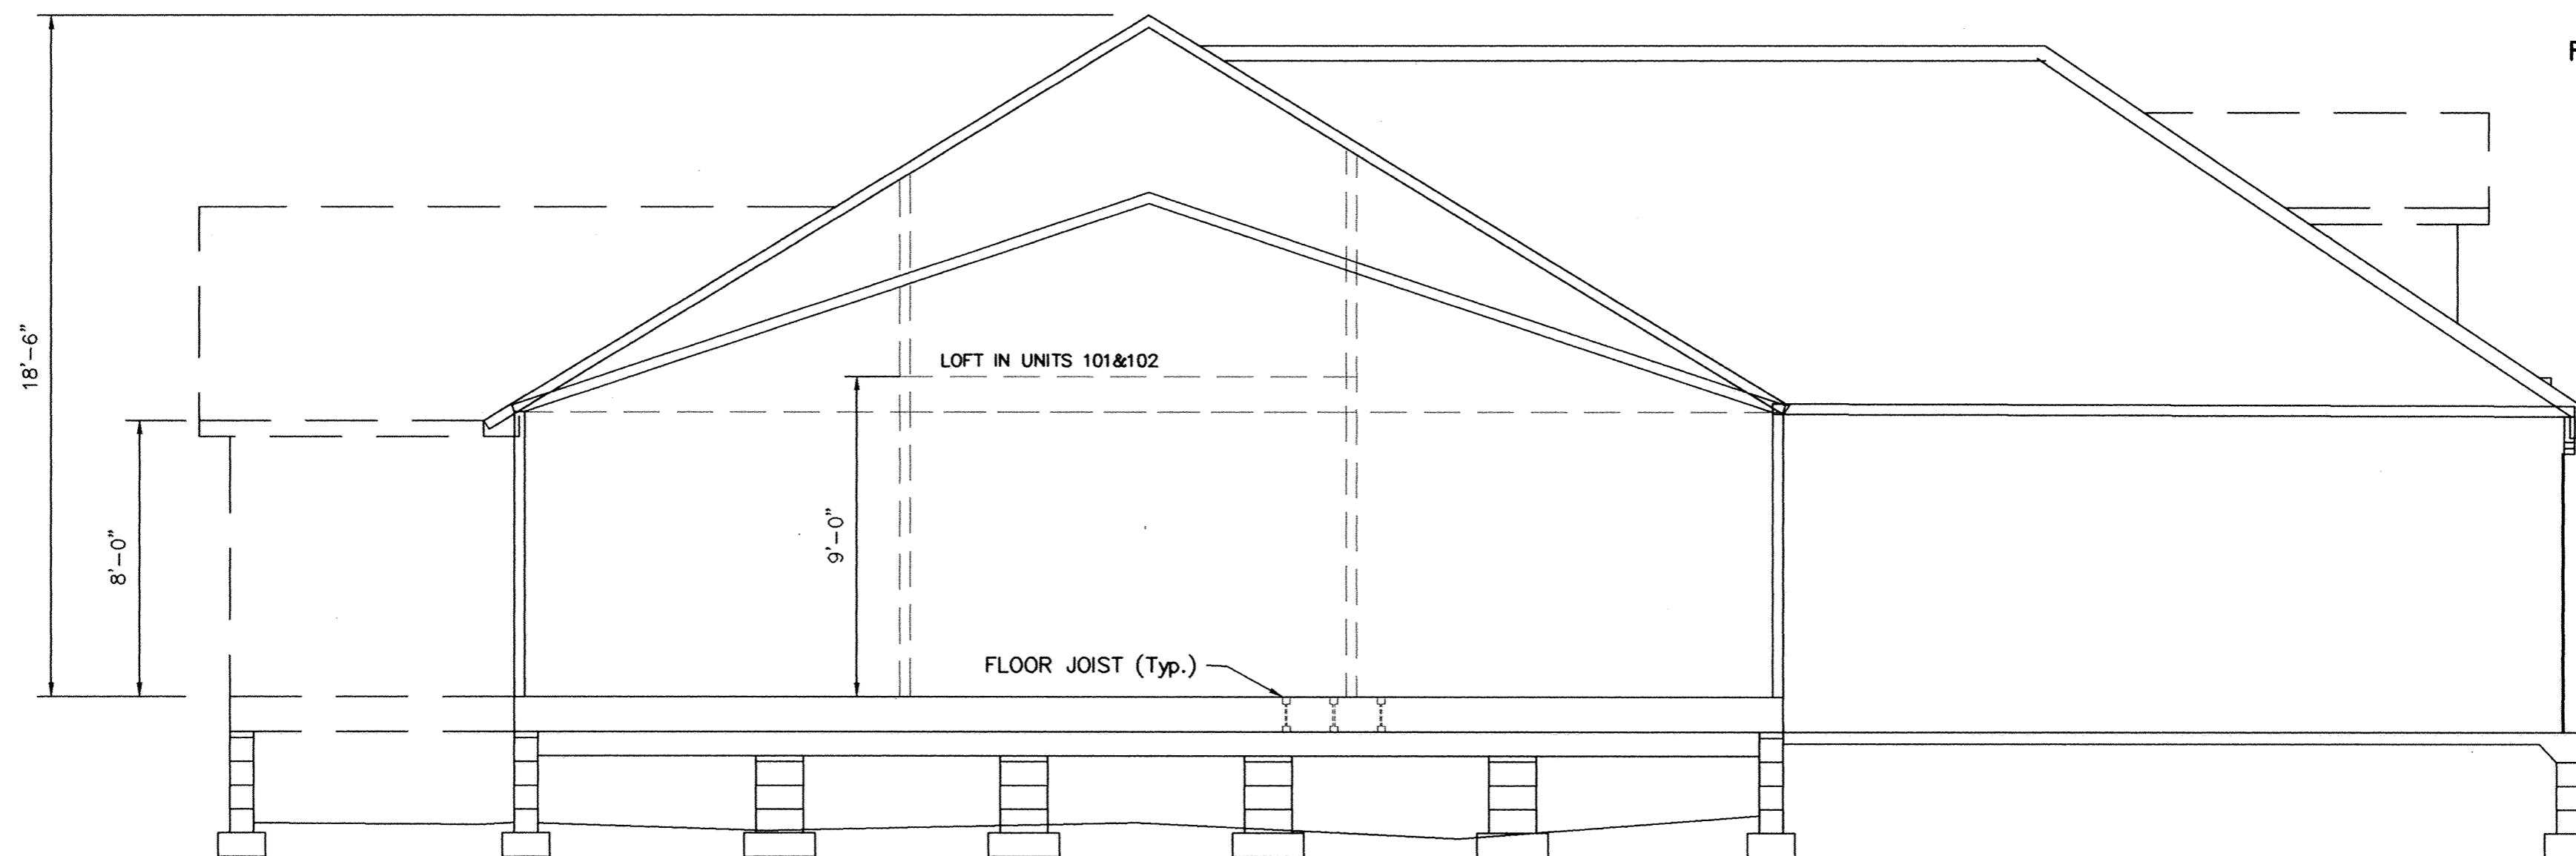 F
18'-6"
LOFT IN UNITS 101&102
9'-0"
8'-0"
FLOOR JOIST (Typ.)